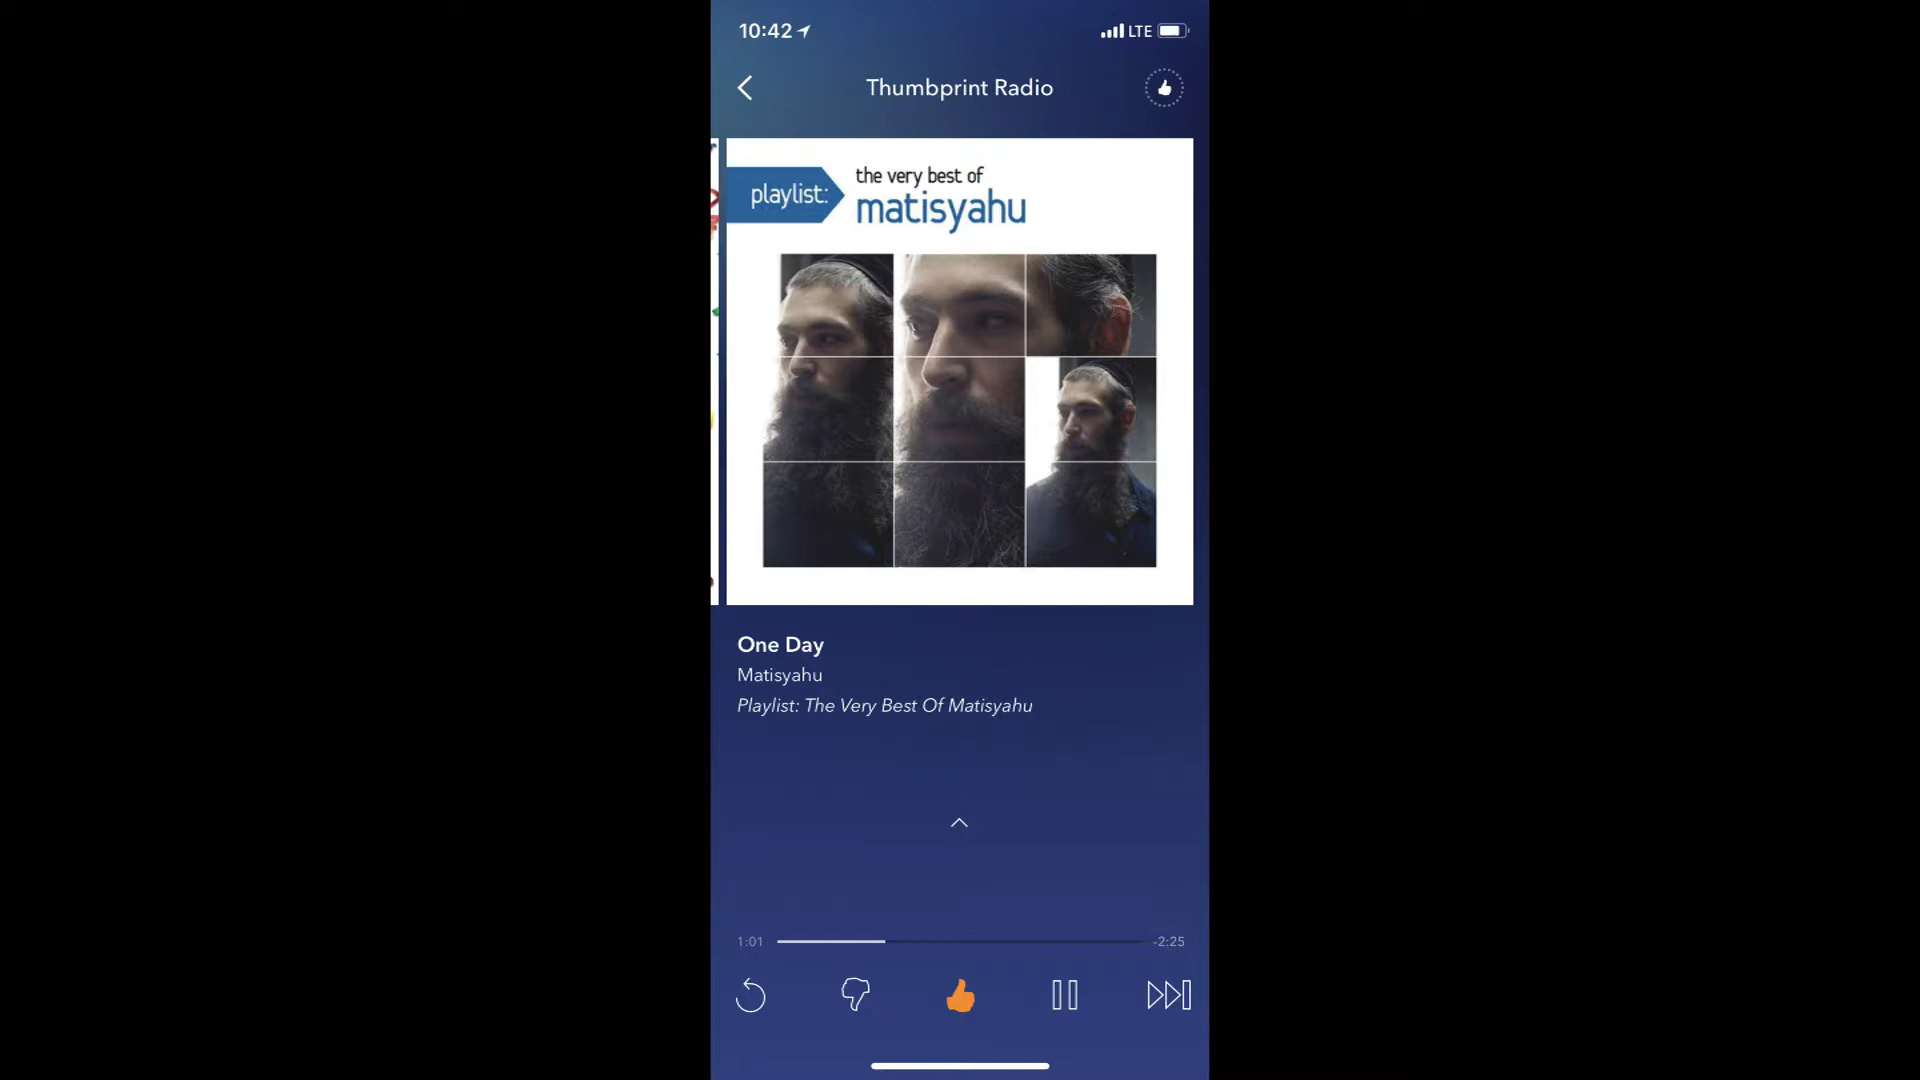 10:42
LTE
Thumbprint Radio
playlist:
the very best of
matisyahu
One Day
Matisyahu
Playlist: The Very Best Of Matisyahu
1:01
-2:25